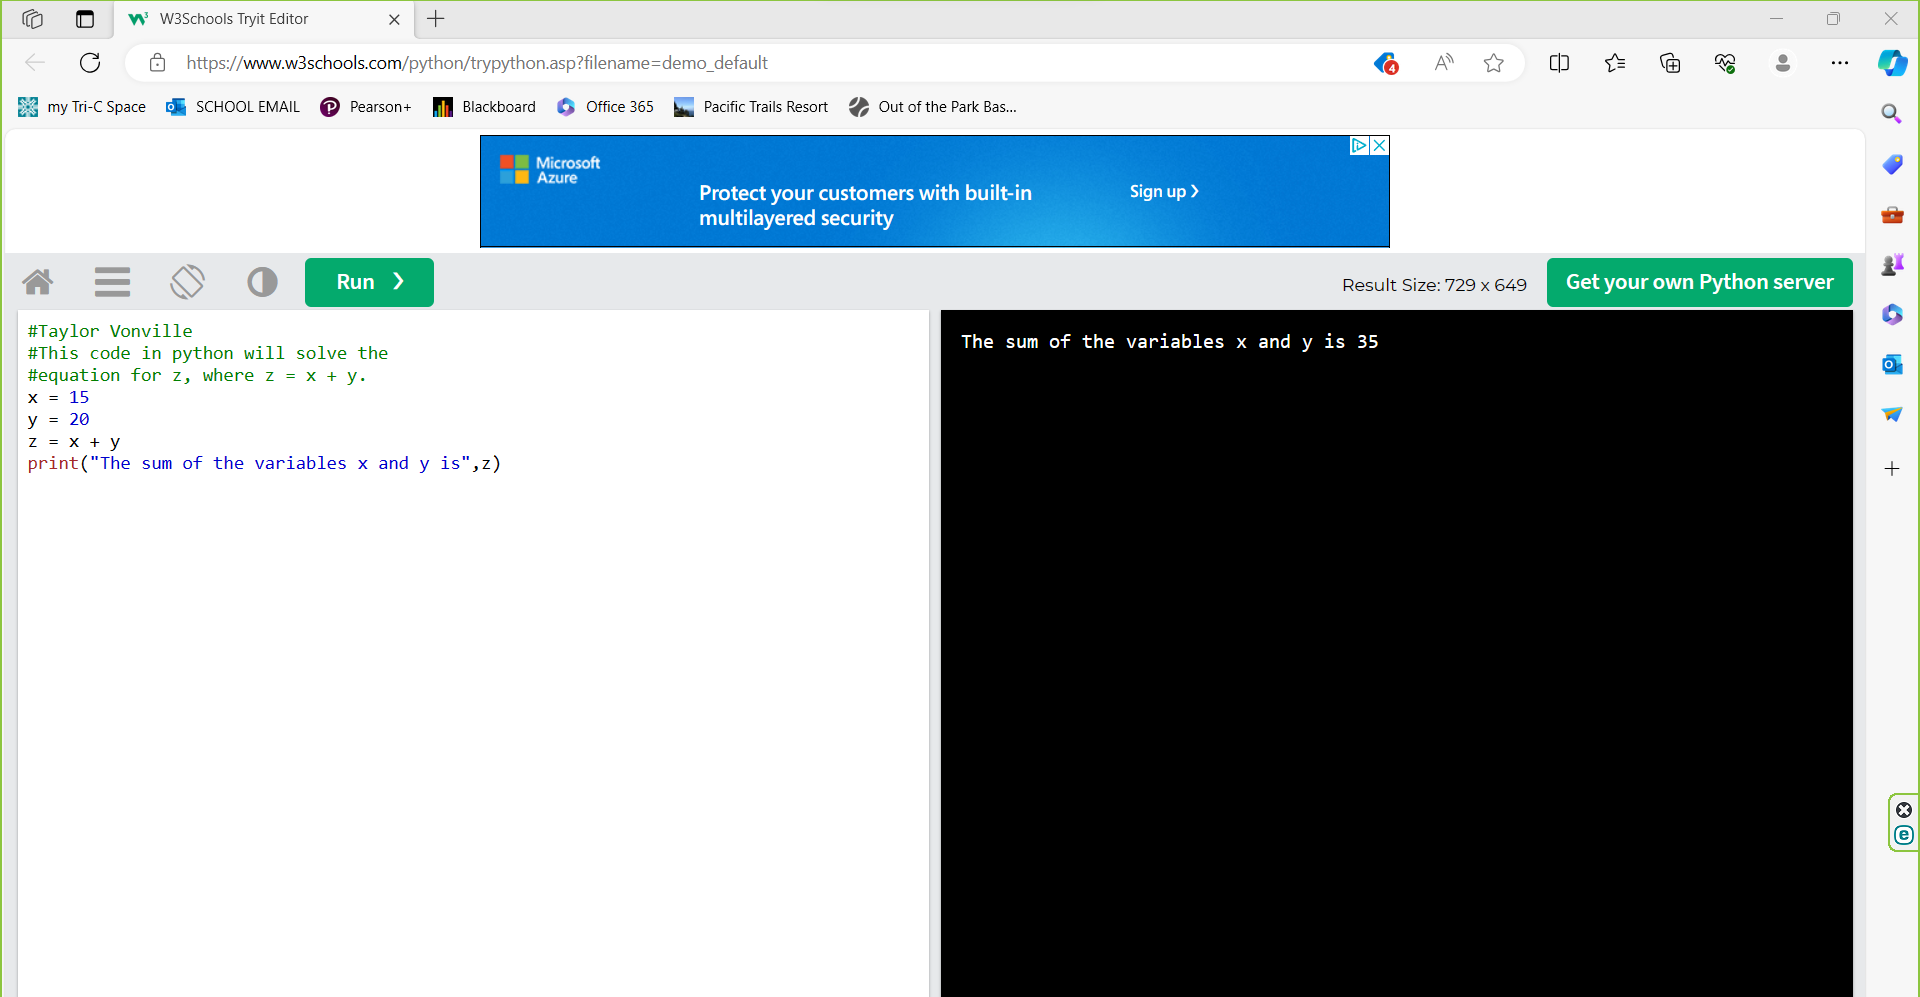 W3Schools Tryit Editor
https://www.w3schools.com/python/trypython.asp?filename=demo_default
4
my Tri-C Space SCHOOL EMAIL Pearson+ Blackboard Office 365 Pacific Trails Resort Out of the Park Bas...
Microsoft
Azure
Protect your customers with built-in
multilayered security
Sign up
Run
Result Size: 729 x 649
Get your own Python server
#Taylor Vonville
#This code in python will solve the
#equation for z, where z = x + y.
x = 15
y = 20
z = x + y
print("The sum of the variables x and y is",z)
The sum of the variables x and y is 35